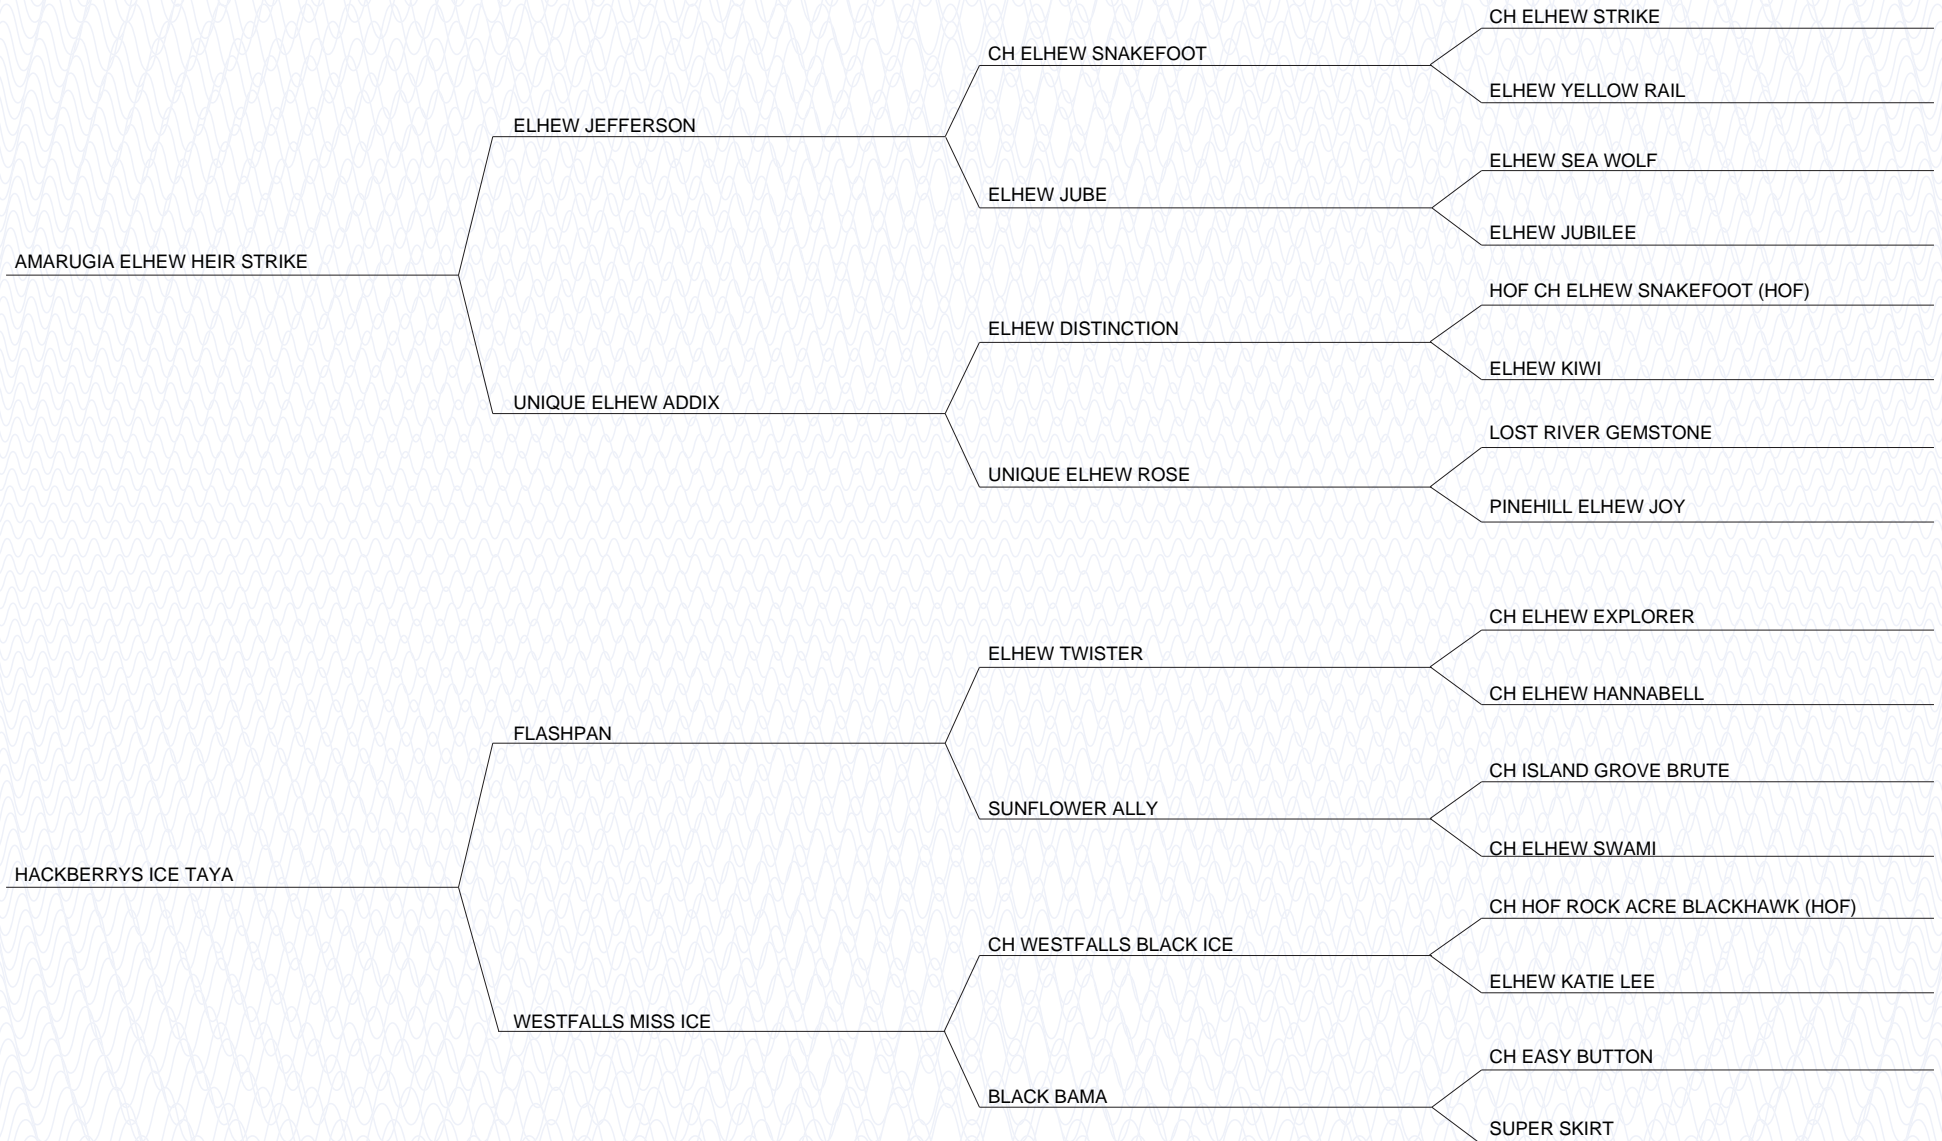 CH ELHEW STRIKE
CH ELHEW SNAKEFOOT
ELHEW YELLOW RAIL
ELHEW JEFFERSON
ELHEW SEA WOLF
ELHEW JUBE
ELHEW JUBILEE
AMARUGIA ELHEW HEIR STRIKE
HOF CH ELHEW SNAKEFOOT (HOF)
ELHEW DISTINCTION
ELHEW KIWI
UNIQUE ELHEW ADDIX
LOST RIVER GEMSTONE
UNIQUE ELHEW ROSE
PINEHILL ELHEW JOY
CH ELHEW EXPLORER
ELHEW TWISTER
CH ELHEW HANNABELL
FLASHPAN
CH ISLAND GROVE BRUTE
SUNFLOWER ALLY
CH ELHEW SWAMI
HACKBERRYS ICE TAYA
CH HOF ROCK ACRE BLACKHAWK (HOF)
CH WESTFALLS BLACK ICE
ELHEW KATIE LEE
WESTFALLS MISS ICE
CH EASY BUTTON
BLACK BAMA
SUPER SKIRT